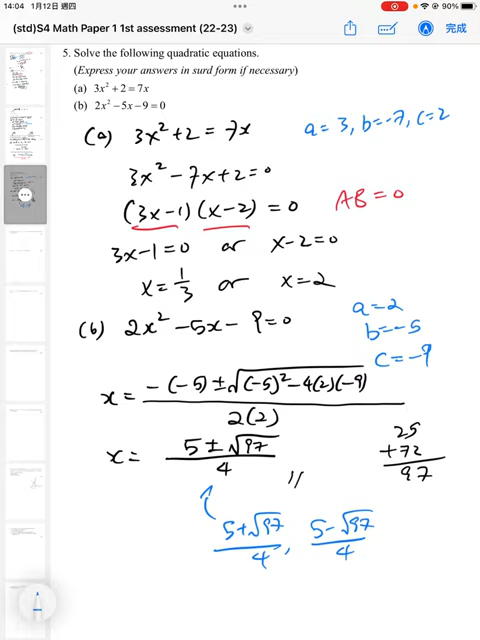 14:04 1月12日 週四 90%
(std)S4 Math Paper 1 1st assessment (22-23) 完成
5. Solve the following quadratic equations.
(Express your answers in surd form if necessary)
(a) 3x² + 2 = 7x
(b) 2x² − 5x − 9 = 0
(a) 3x² + 2 = 7x a = 3, b = −7, c = 2
3x² − 7x + 2 = 0
(3x − 1) (x − 2) = 0 AB = 0
3x − 1 = 0 or x − 2 = 0
x = 1/3 or x = 2
(b) 2x² − 5x − 9 = 0
a = 2
b = −5
c = −9
x = (−(−5) ± √((−5)² − 4(2)(−9))) / 2(2)
x = (5 ± √97) / 4 //
25
+72
97
(5 + √97) / 4 , (5 − √97) / 4